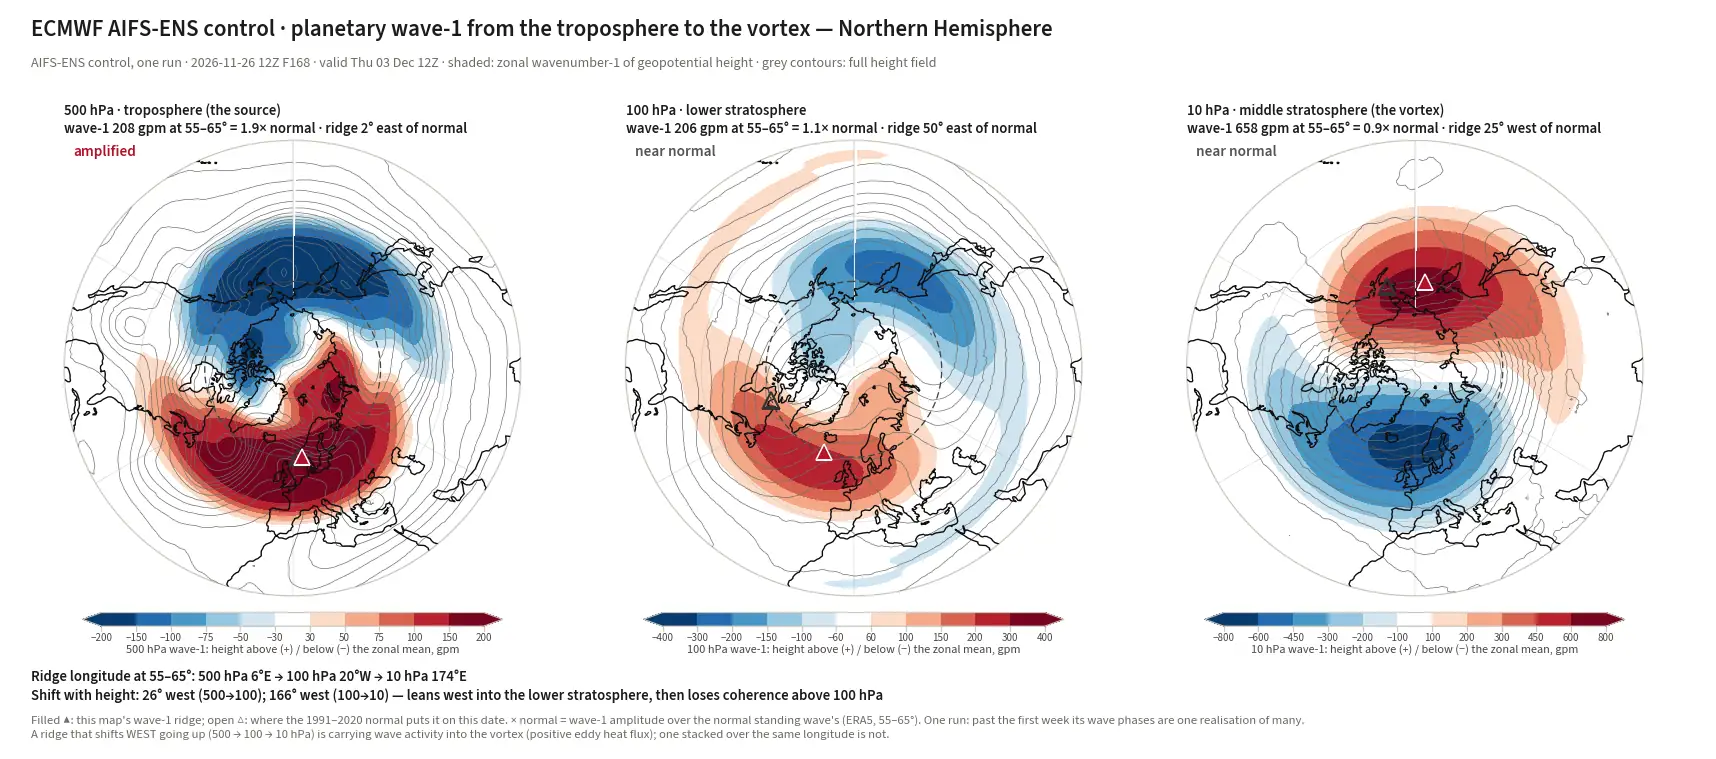 ECMWF AIFS-ENS control · planetary wave-1 from the troposphere to the vortex — Northern Hemisphere
AIFS-ENS control, one run · 2026-11-26 12Z F168 · valid Thu 03 Dec 12Z · shaded: zonal wavenumber-1 of geopotential height · grey contours: full height field
500 hPa · troposphere (the source)
wave-1 208 gpm at 55–65° = 1.9× normal · ridge 2° east of normal
amplified
100 hPa · lower stratosphere
wave-1 206 gpm at 55–65° = 1.1× normal · ridge 50° east of normal
near normal
10 hPa · middle stratosphere (the vortex)
wave-1 658 gpm at 55–65° = 0.9× normal · ridge 25° west of normal
near normal
−200 −150 −100 −75 −50 −30 30 50 75 100 150 200
500 hPa wave-1: height above (+) / below (−) the zonal mean, gpm
−400 −300 −200 −150 −100 −60 60 100 150 200 300 400
100 hPa wave-1: height above (+) / below (−) the zonal mean, gpm
−800 −600 −450 −300 −200 −100 100 200 300 450 600 800
10 hPa wave-1: height above (+) / below (−) the zonal mean, gpm
Ridge longitude at 55–65°: 500 hPa 6°E → 100 hPa 20°W → 10 hPa 174°E
Shift with height: 26° west (500→100); 166° west (100→10) — leans west into the lower stratosphere, then loses coherence above 100 hPa
Filled ▲: this map's wave-1 ridge; open △: where the 1991–2020 normal puts it on this date. × normal = wave-1 amplitude over the normal standing wave's (ERA5, 55–65°). One run: past the first week its wave phases are one realisation of many.
A ridge that shifts WEST going up (500 → 100 → 10 hPa) is carrying wave activity into the vortex (positive eddy heat flux); one stacked over the same longitude is not.